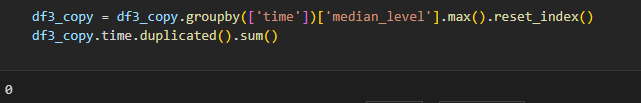 df3_copy = df3_copy.groupby(['time'])['median_level'].max().reset_index()
df3_copy.time.duplicated().sum()
0